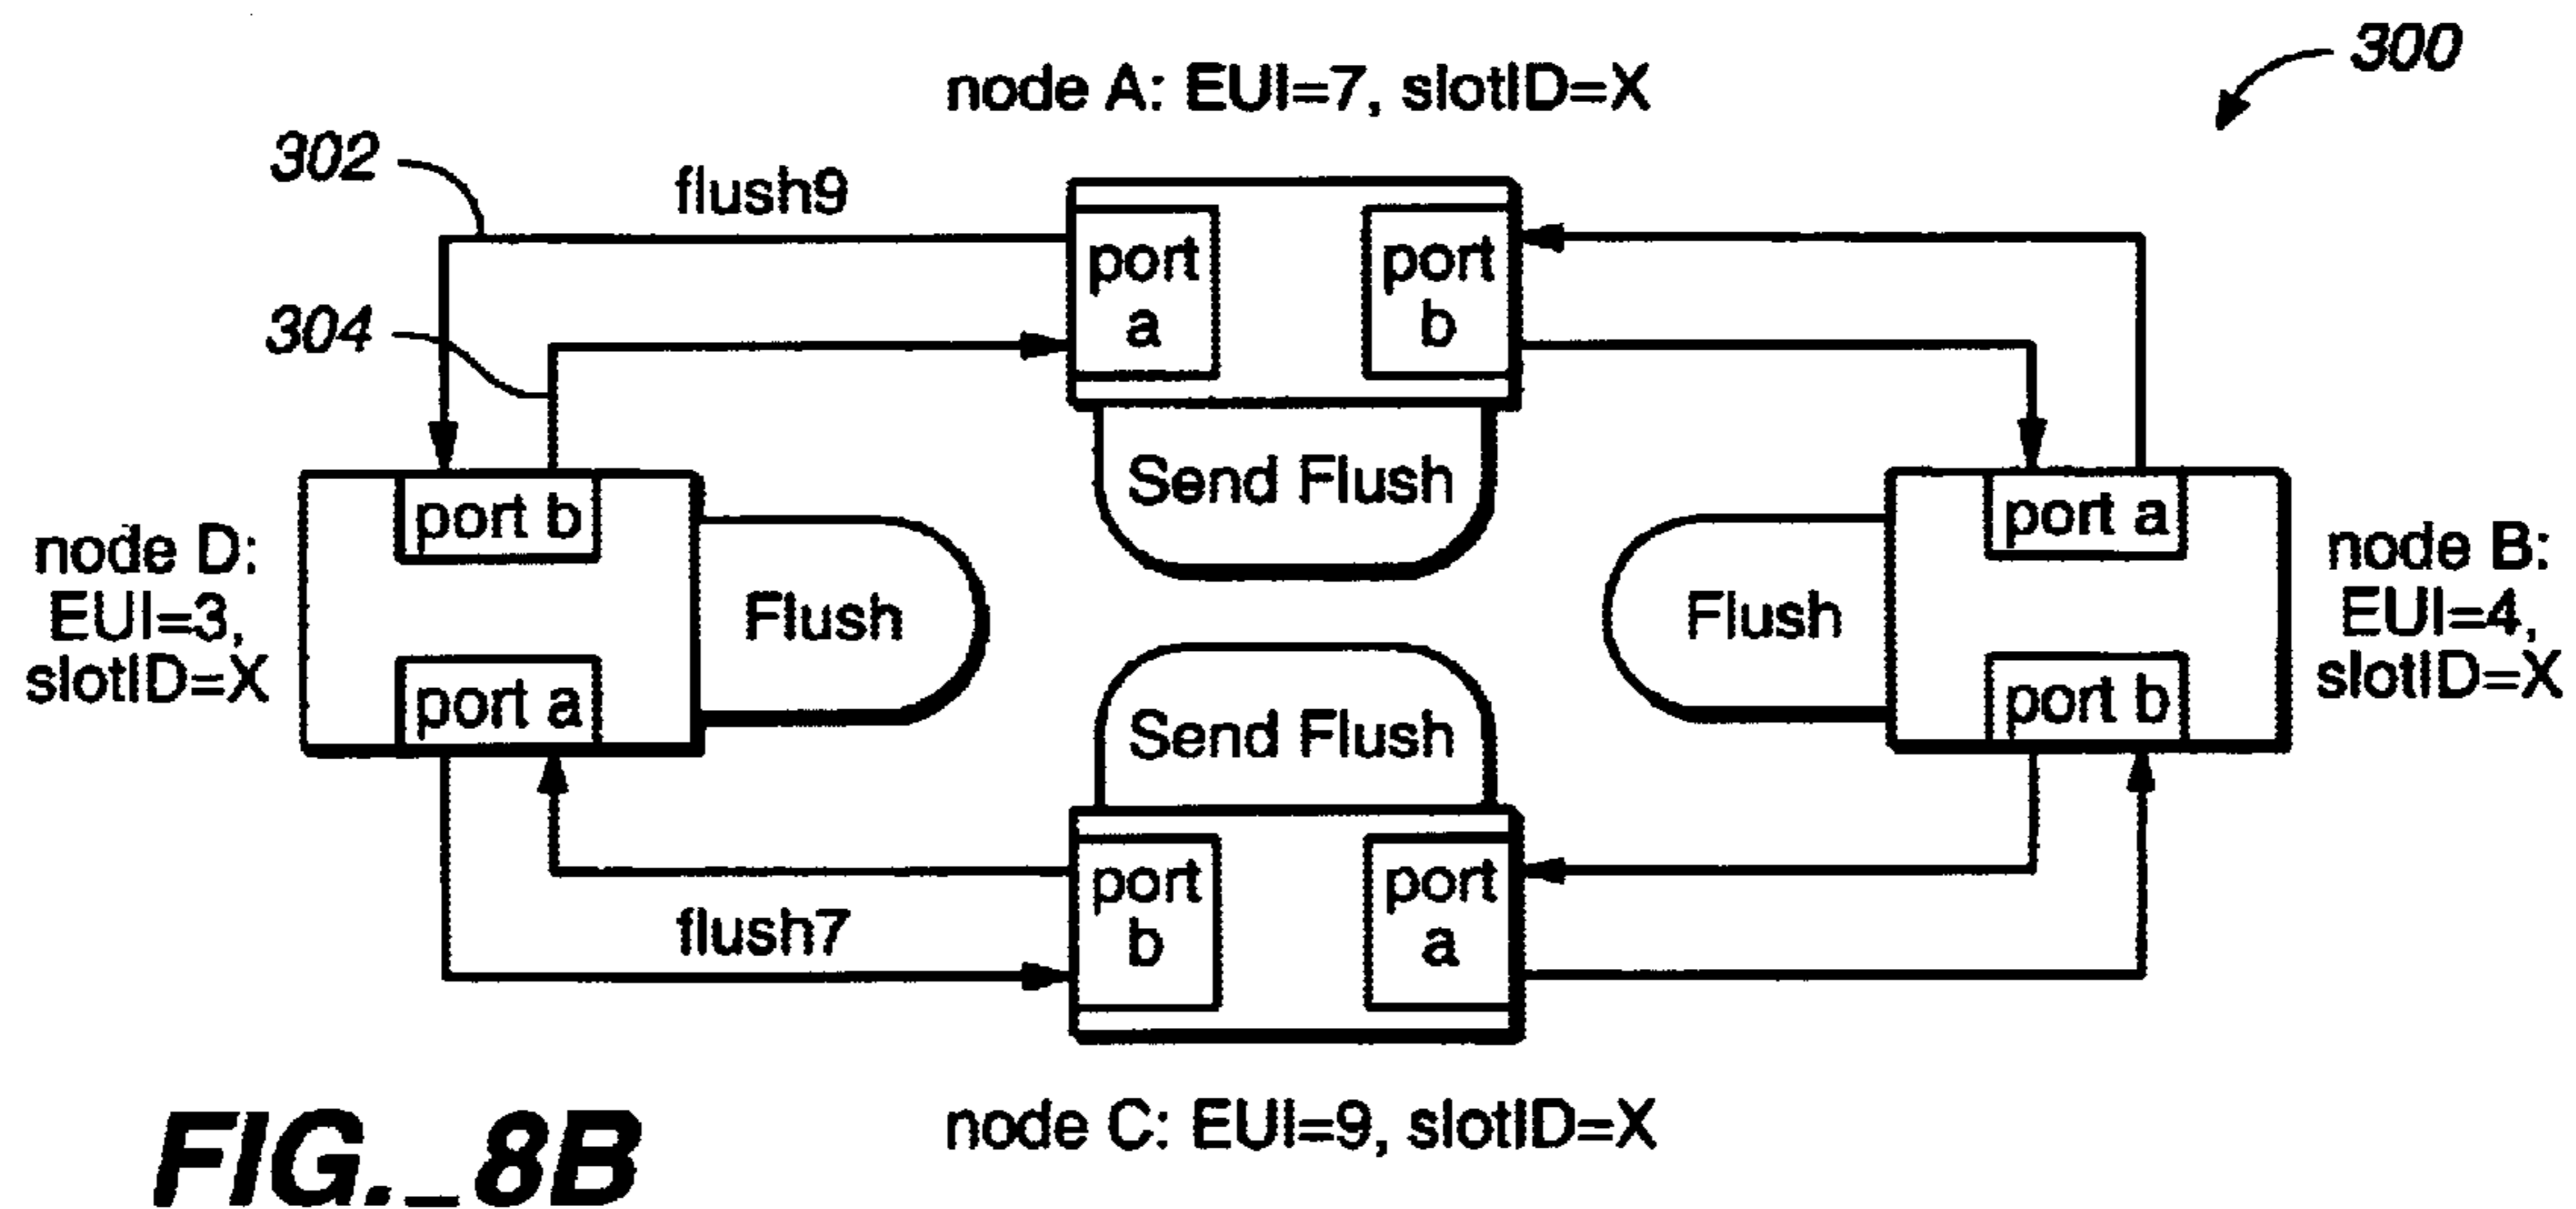 300
node A: EUI=7, slotID=X
302
flush9
port
a
port
b
304
Send Flush
port b
port a
node D:
EUI=3,
slotID=X
Flush
Flush
node B:
EUI=4,
slotID=X
port a
port b
Send Flush
port
b
port
a
flush7
node C: EUI=9, slotID=X
FIG._8B